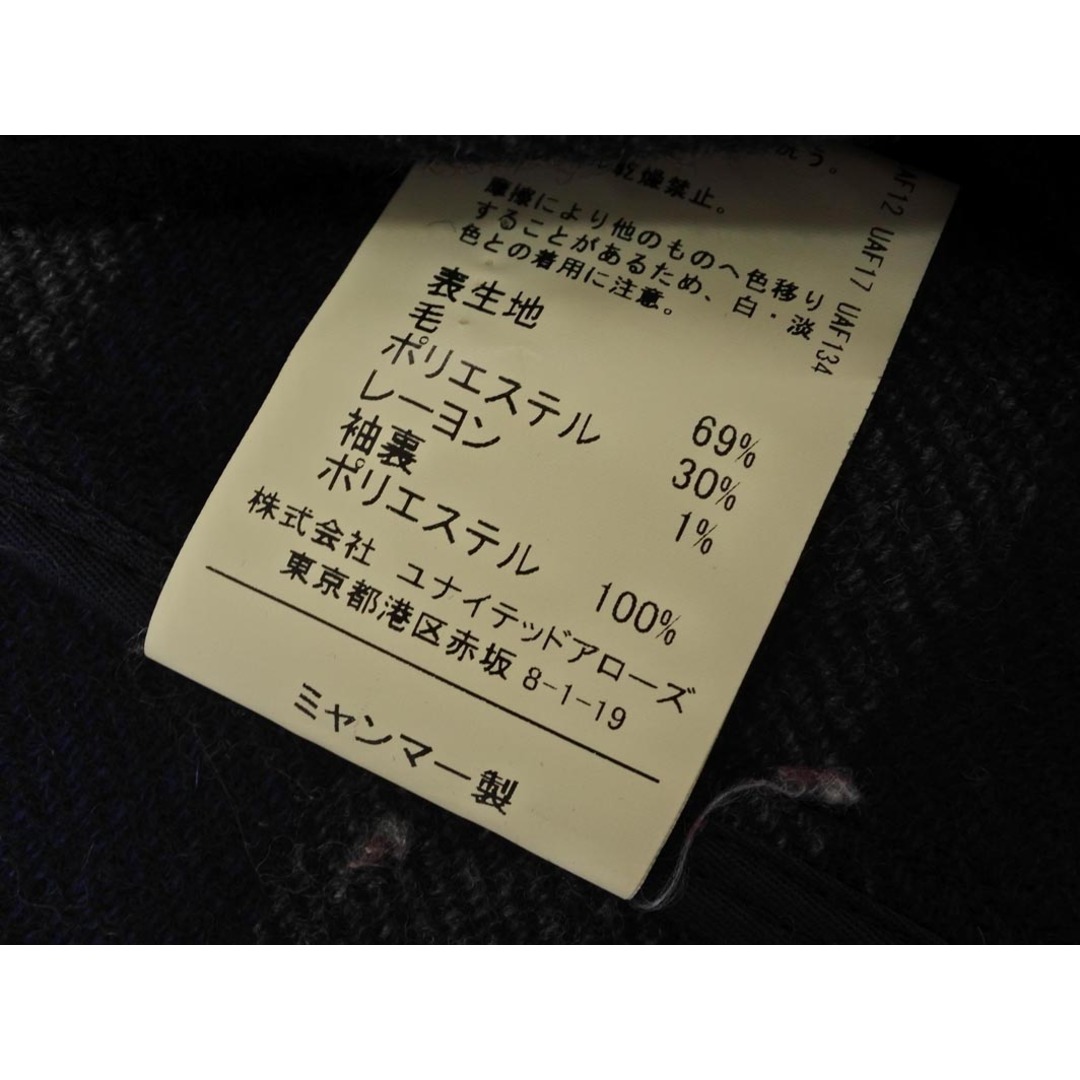 乾燥禁止。
摩擦により他のものへ色移り
することがあるため、白・淡
色との着用に注意。
表生地
毛 69%
ポリエステル 30%
レーヨン 1%
袖裏
ポリエステル 100%
株式会社 ユナイテッドアローズ
東京都港区赤坂 8-1-19
ミャンマー製
UAF17 UAF134